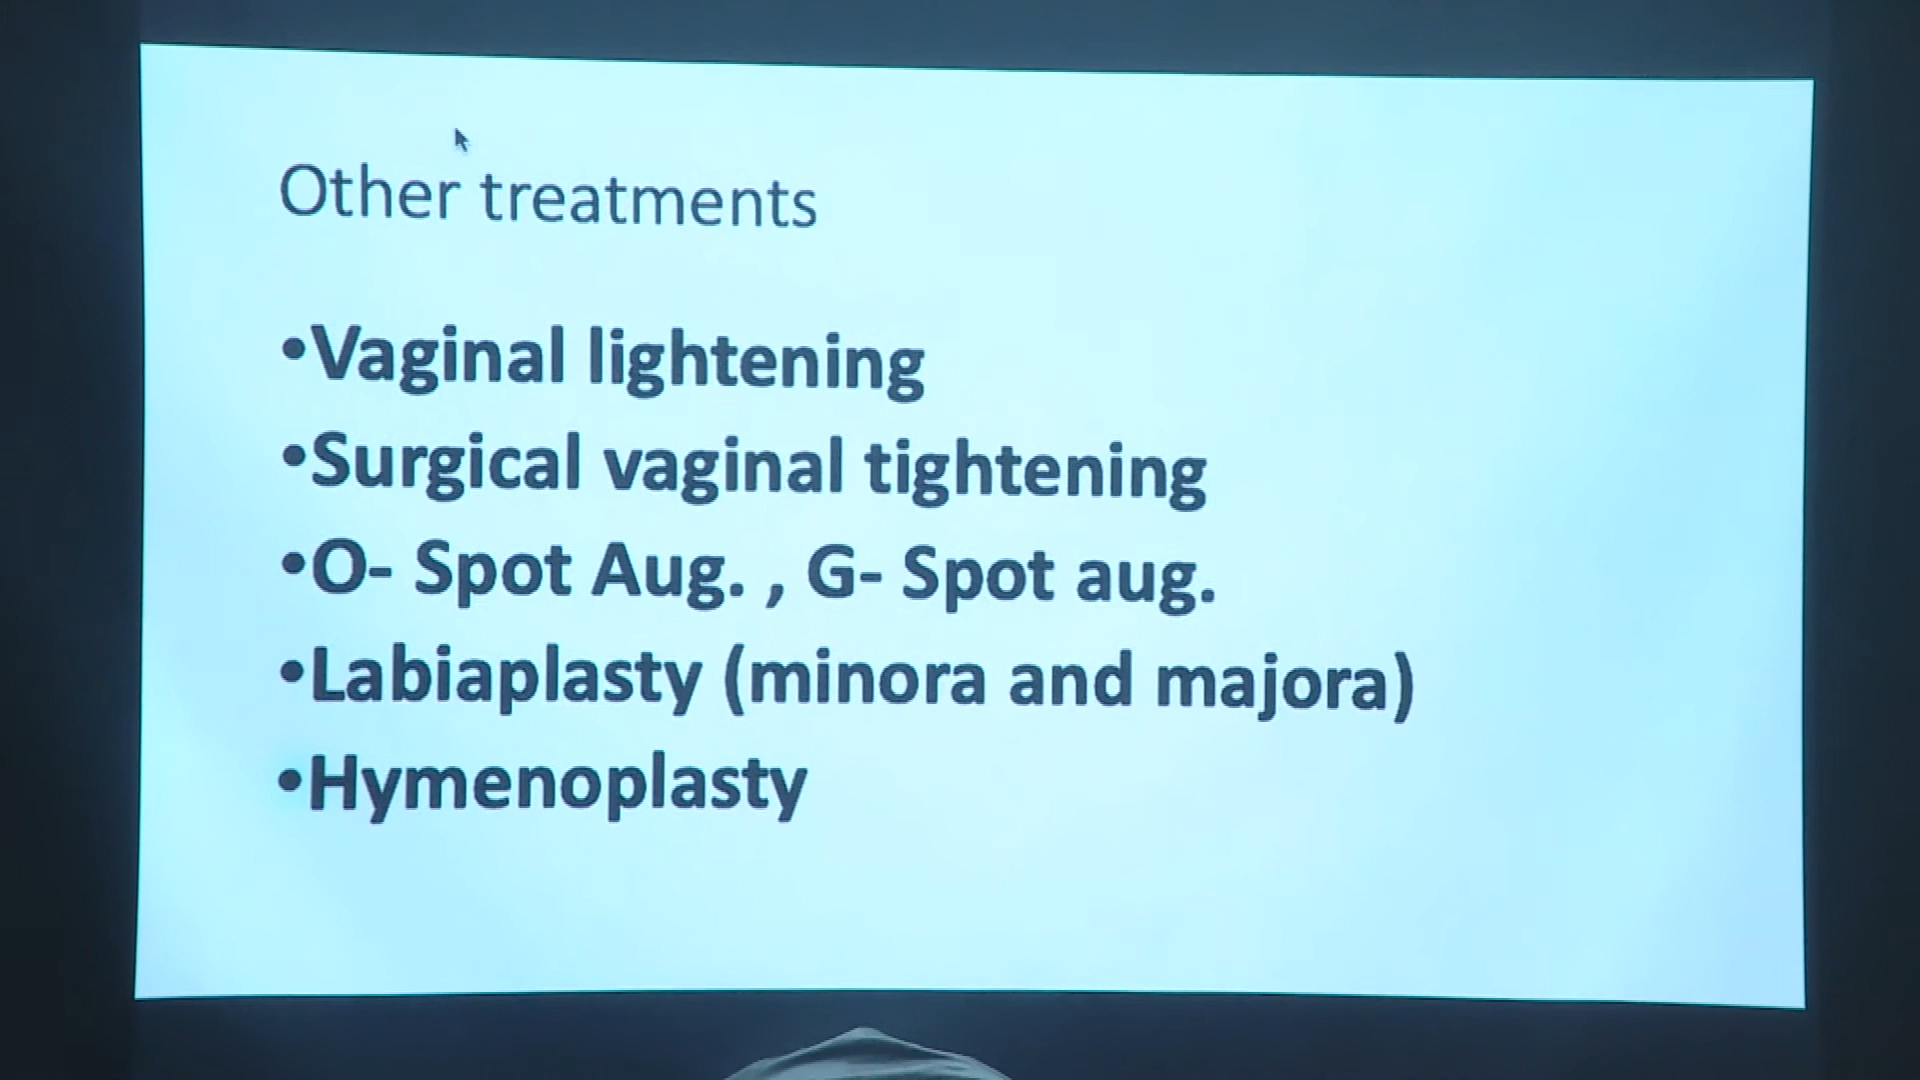 Other treatments
•Vaginal lightening
•Surgical vaginal tightening
•O- Spot Aug. , G- Spot aug.
•Labiaplasty (minora and majora)
•Hymenoplasty